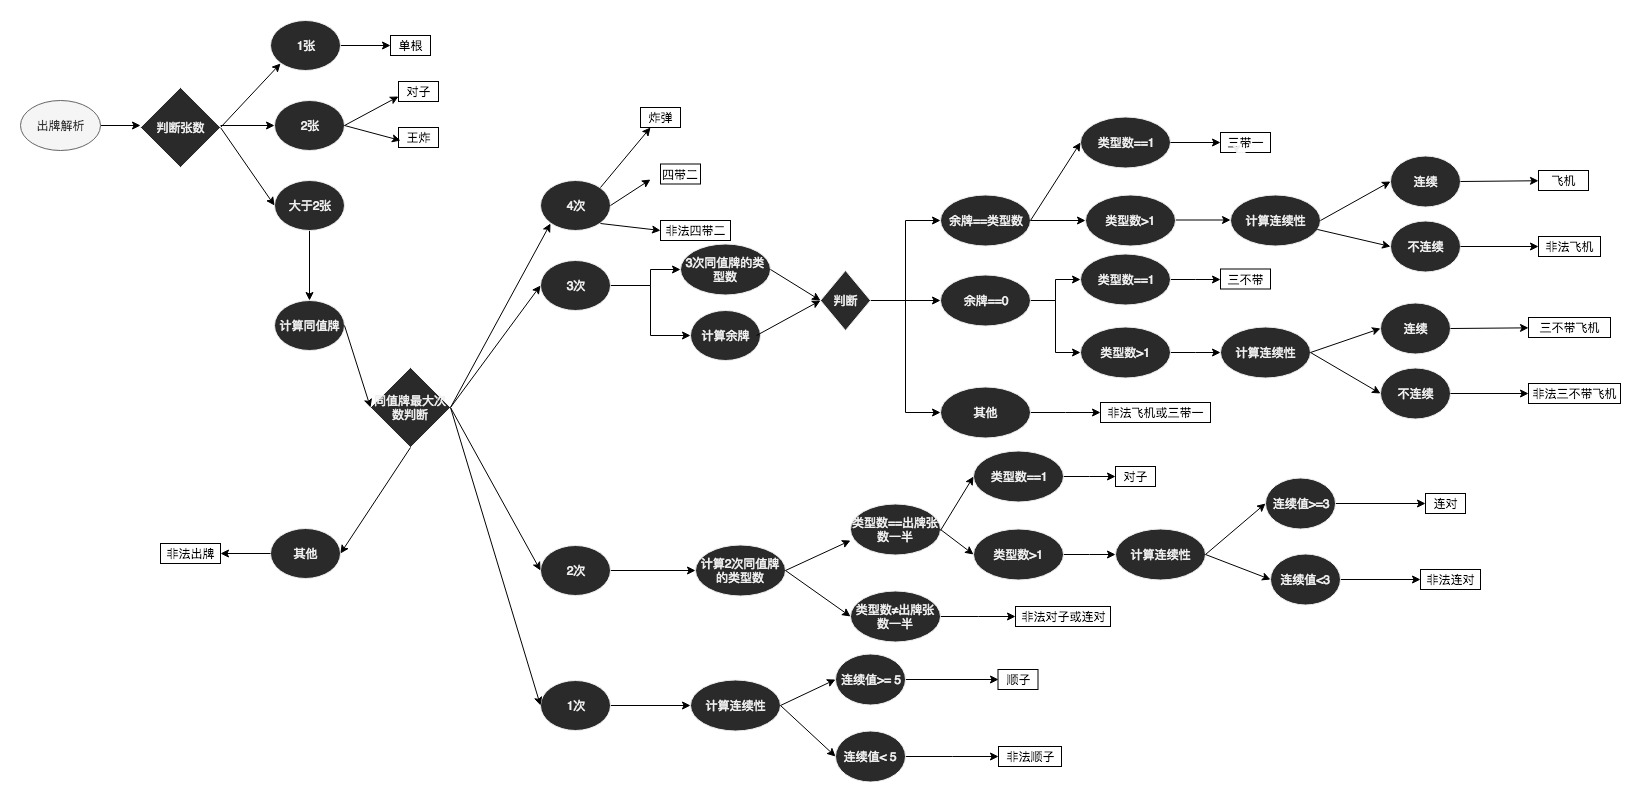 出牌解析
判断张数
1张
单根
2张
对子
王炸
大于2张
计算同值牌
同值牌最大次
数判断
其他
非法出牌
4次
炸弹
四带二
非法四带二
3次
3次同值牌的类
型数
计算余牌
判断
余牌==类型数
类型数==1
三带一
类型数>1
计算连续性
连续
飞机
不连续
非法飞机
余牌==0
类型数==1
三不带
类型数>1
计算连续性
连续
三不带飞机
不连续
非法三不带飞机
其他
非法飞机或三带一
2次
计算2次同值牌
的类型数
类型数==出牌张
数一半
类型数==1
对子
类型数>1
计算连续性
连续值>=3
连对
连续值<3
非法连对
类型数≠出牌张
数一半
非法对子或连对
1次
计算连续性
连续值>= 5
顺子
连续值< 5
非法顺子